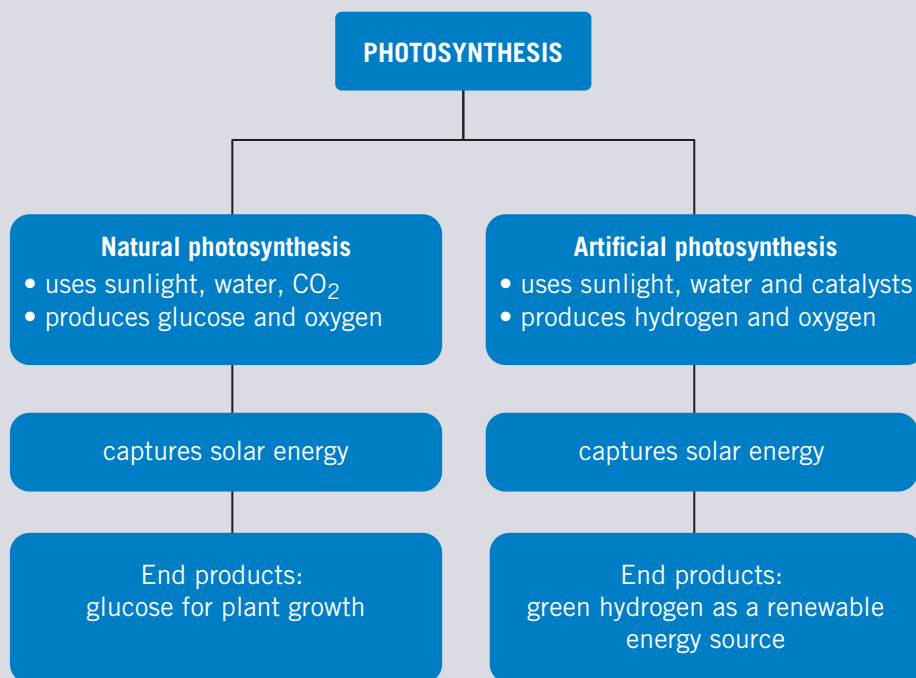 PHOTOSYNTHESIS
Natural photosynthesis
• uses sunlight, water, CO₂
• produces glucose and oxygen
Artificial photosynthesis
• uses sunlight, water and catalysts
• produces hydrogen and oxygen
captures solar energy
captures solar energy
End products:
glucose for plant growth
End products:
green hydrogen as a renewable
energy source